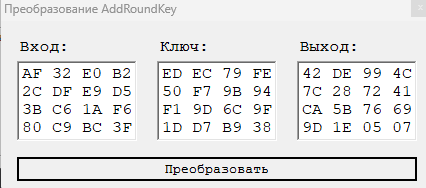 Преобразование AddRoundKey
Вход: Ключ: Выход:
AF 32 E0 B2 ED EC 79 FE 42 DE 99 4C
2C DF E9 D5 50 F7 9B 94 7C 28 72 41
3B C6 1A F6 F1 9D 6C 9F CA 5B 76 69
80 C9 BC 3F 1D D7 B9 38 9D 1E 05 07
Преобразовать